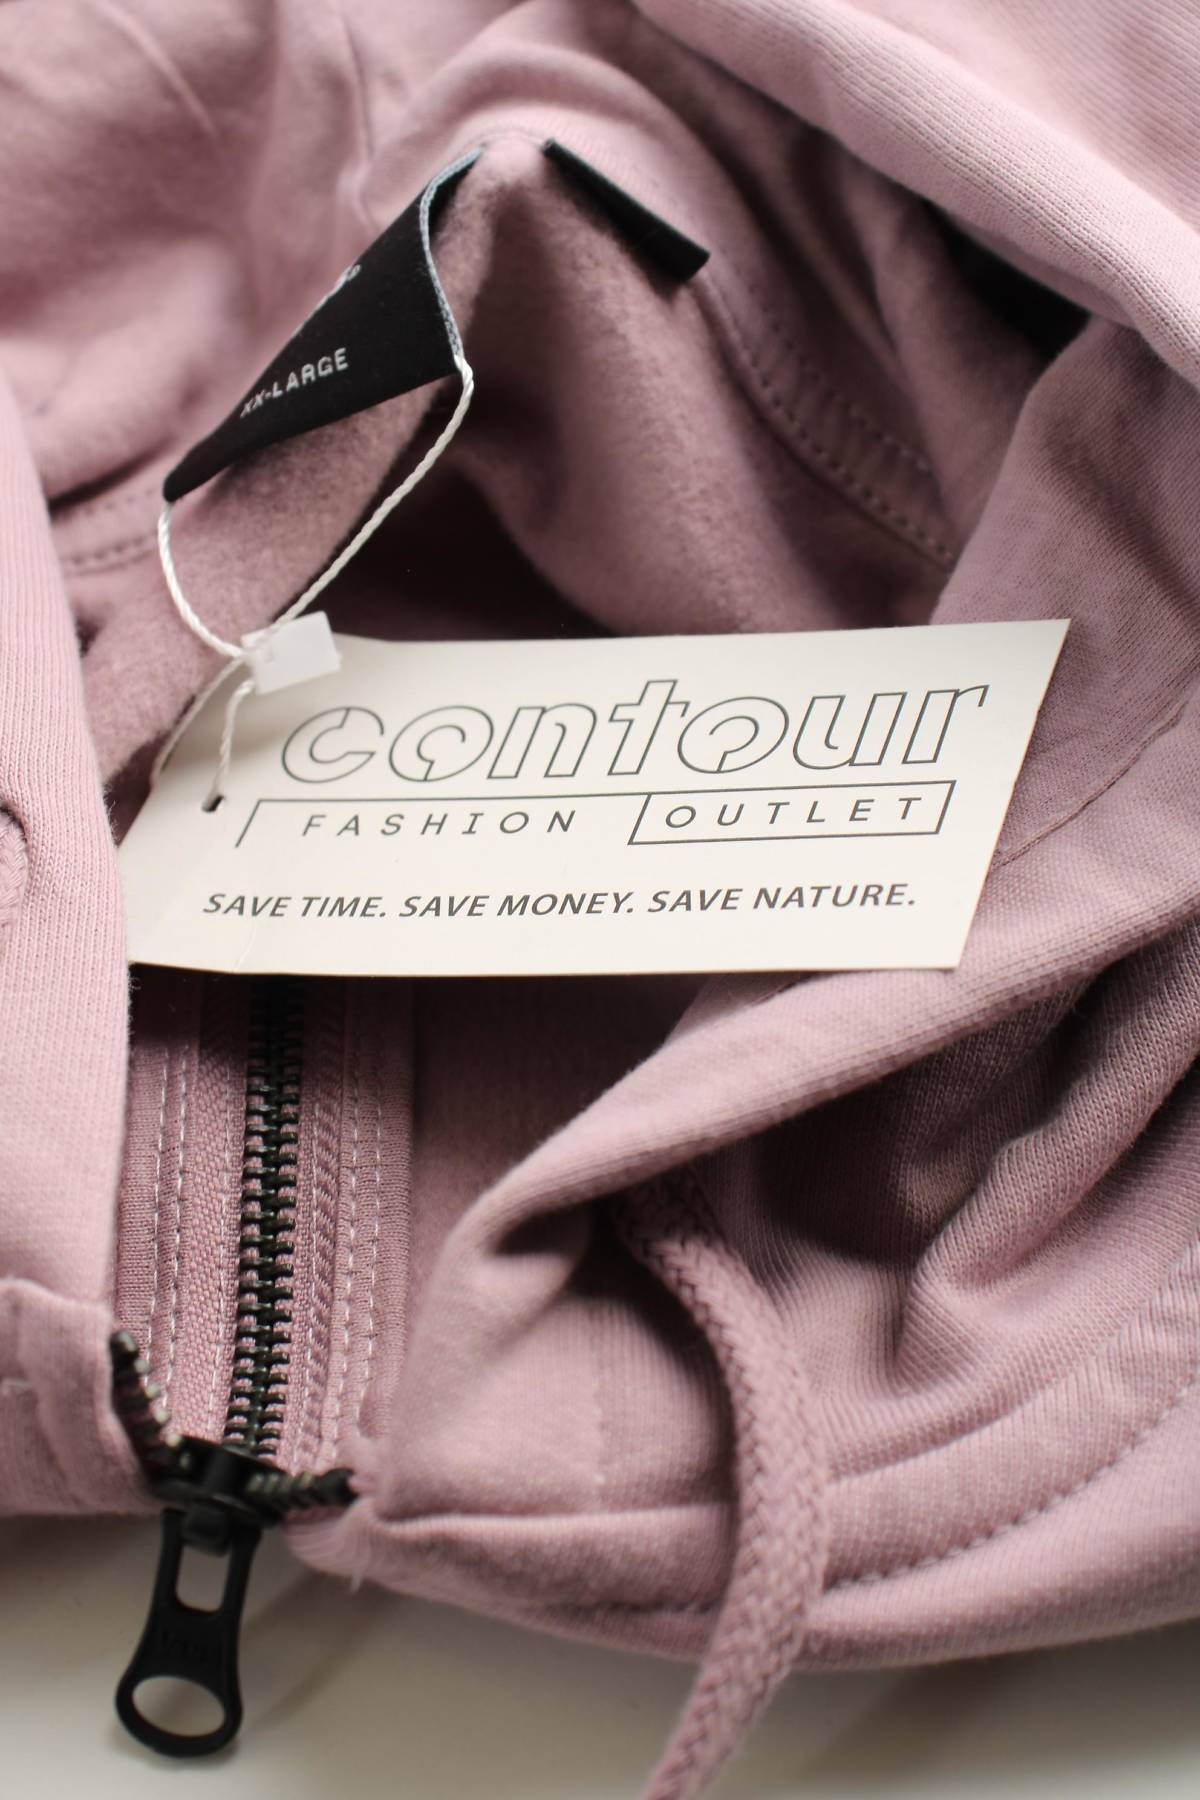 XX-LARGE
contour
FASHION OUTLET
SAVE TIME. SAVE MONEY. SAVE NATURE.